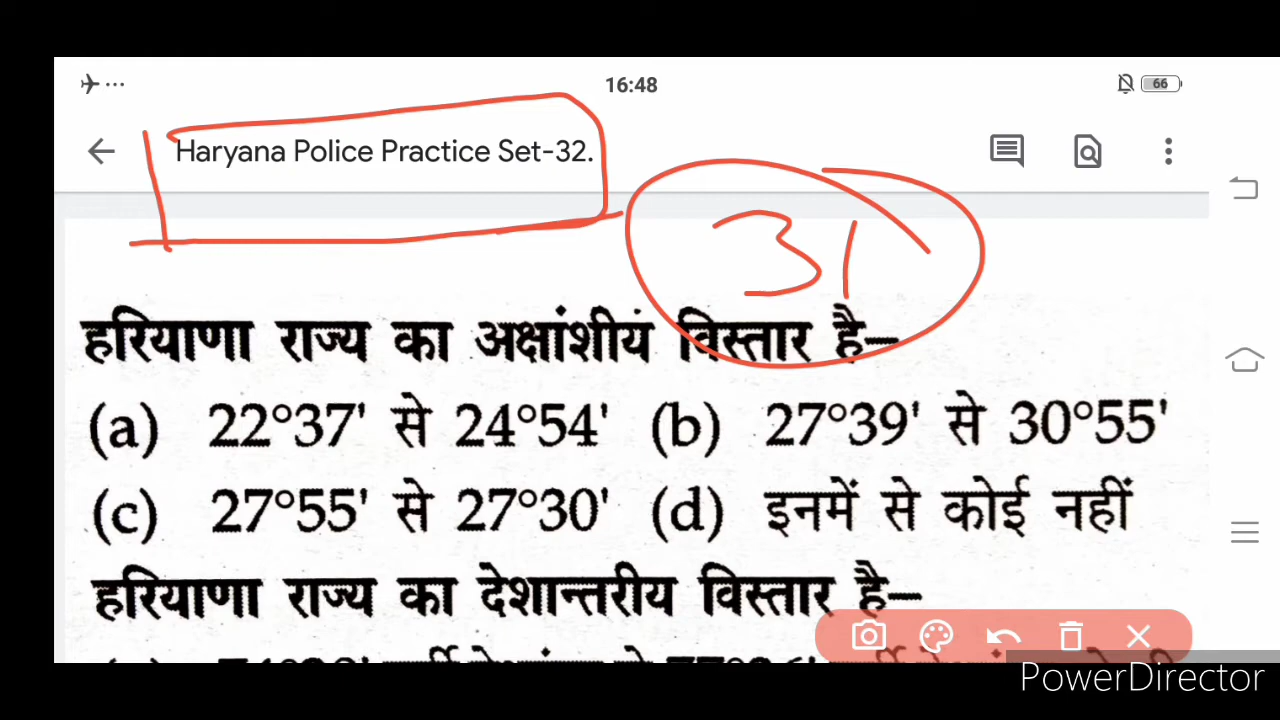 16:48
66
Haryana Police Practice Set-32.
31
हरियाणा राज्य का अक्षांशीय विस्तार है–
(a) 22°37' से 24°54' (b) 27°39' से 30°55'
(c) 27°55' से 27°30' (d) इनमें से कोई नहीं
हरियाणा राज्य का देशान्तरीय विस्तार है–
PowerDirector